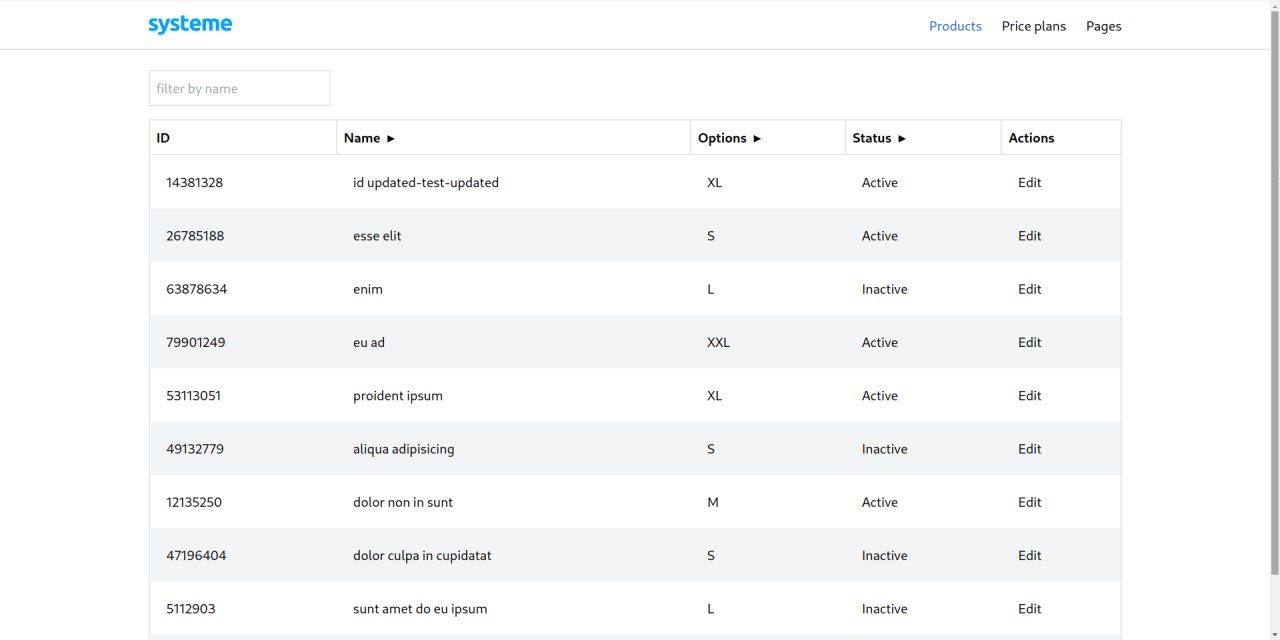 systeme Products Price plans Pages
filter by name
ID Name ► Options ► Status ► Actions
14381328 id updated-test-updated XL Active Edit
26785188 esse elit S Active Edit
63878634 enim L Inactive Edit
79901249 eu ad XXL Active Edit
53113051 proident ipsum XL Active Edit
49132779 aliqua adipisicing S Inactive Edit
12135250 dolor non in sunt M Active Edit
47196404 dolor culpa in cupidatat S Inactive Edit
5112903 sunt amet do eu ipsum L Inactive Edit